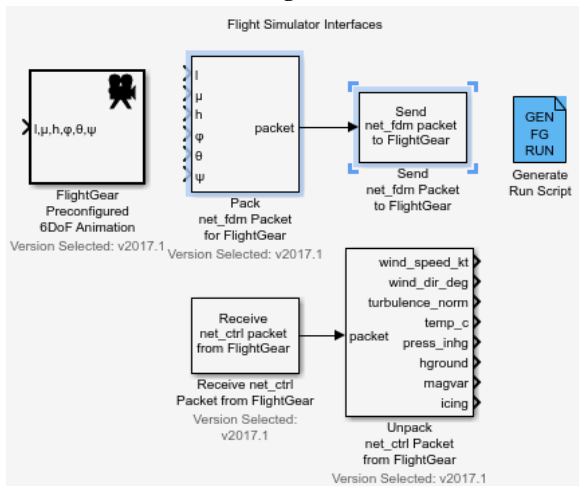 Flight Simulator Interfaces
l,μ,h,φ,θ,ψ
FlightGear
Preconfigured
6DoF Animation
Version Selected: v2017.1
l
μ
h
φ
θ
ψ
packet
Pack
net_fdm Packet
for FlightGear
Version Selected: v2017.1
Send
net_fdm packet
to FlightGear
Send
net_fdm Packet
to FlightGear
GEN
FG
RUN
Generate
Run Script
Receive
net_ctrl packet
from FlightGear
Receive net_ctrl
Packet from FlightGear
Version Selected:
v2017.1
packet
wind_speed_kt
wind_dir_deg
turbulence_norm
temp_c
press_inhg
hground
magvar
icing
Unpack
net_ctrl Packet
from FlightGear
Version Selected: v2017.1